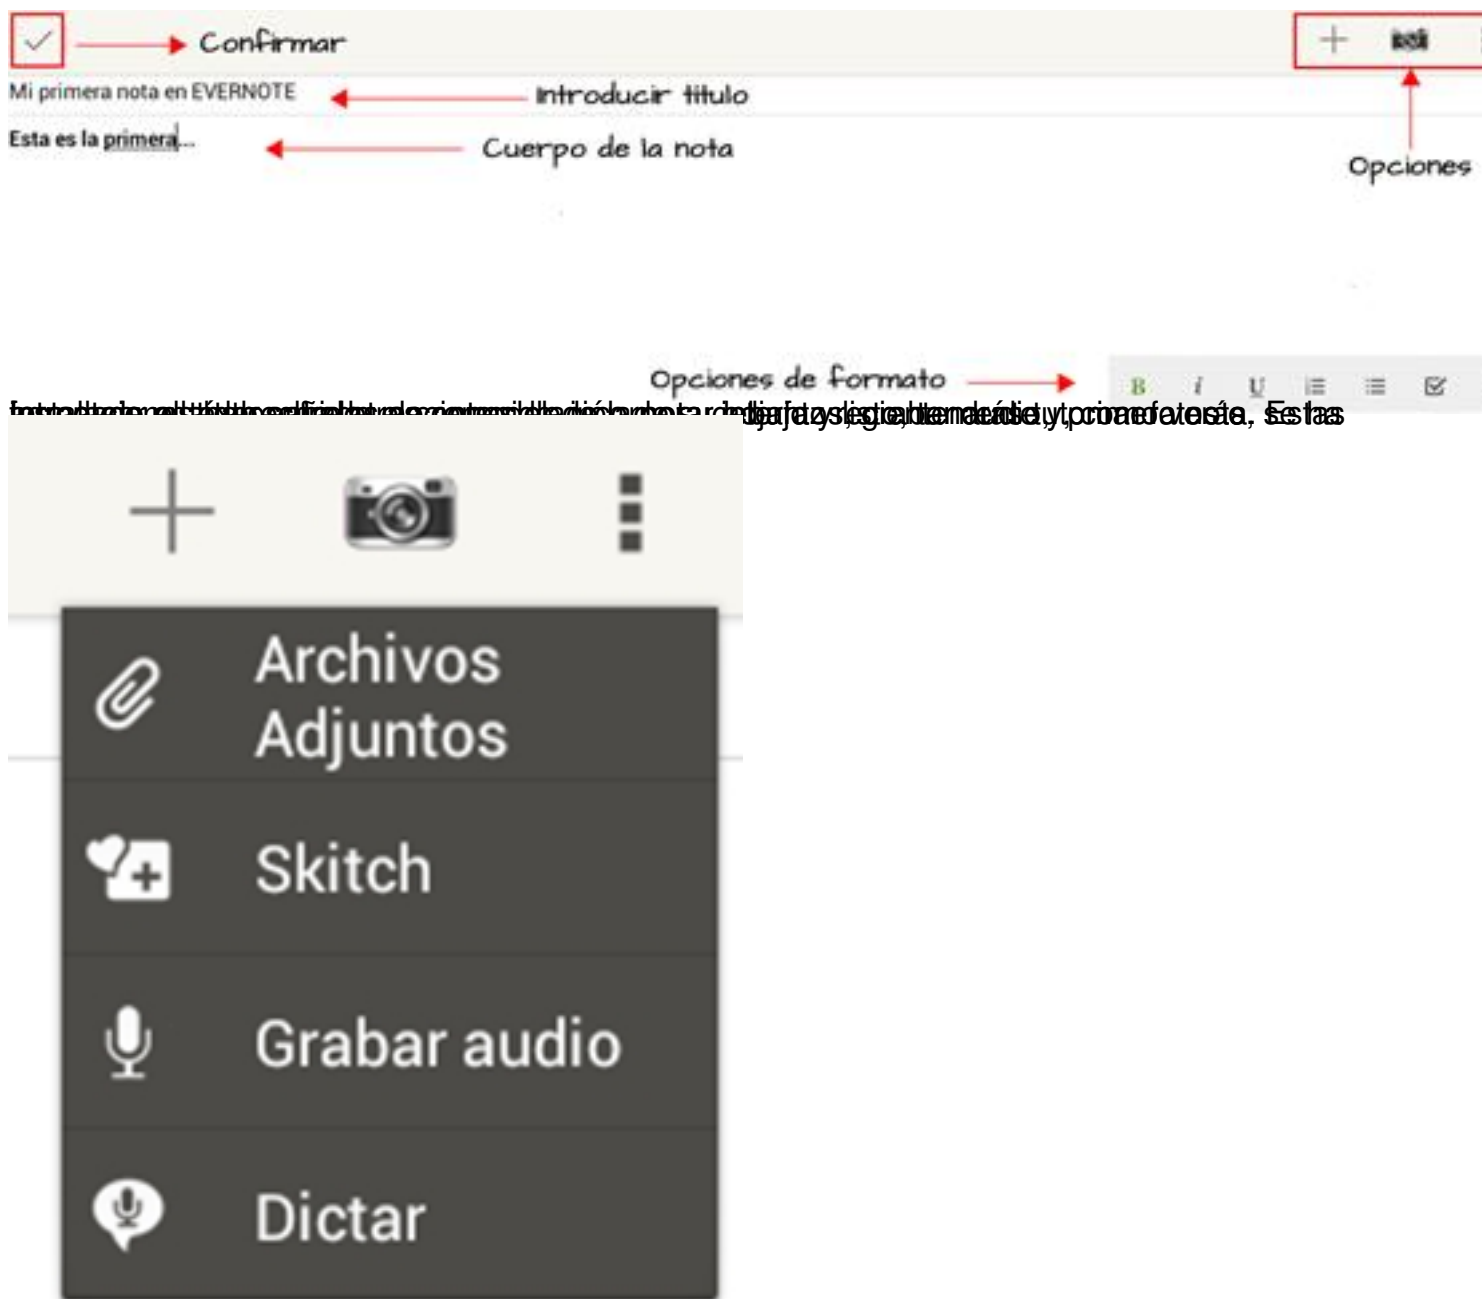 Confirmar
Mi primera nota en EVERNOTE
Introducir titulo
Esta es la primera...
Cuerpo de la nota
Opciones
Opciones de formato
B i U
Archivos
Adjuntos
Skitch
Grabar audio
Dictar